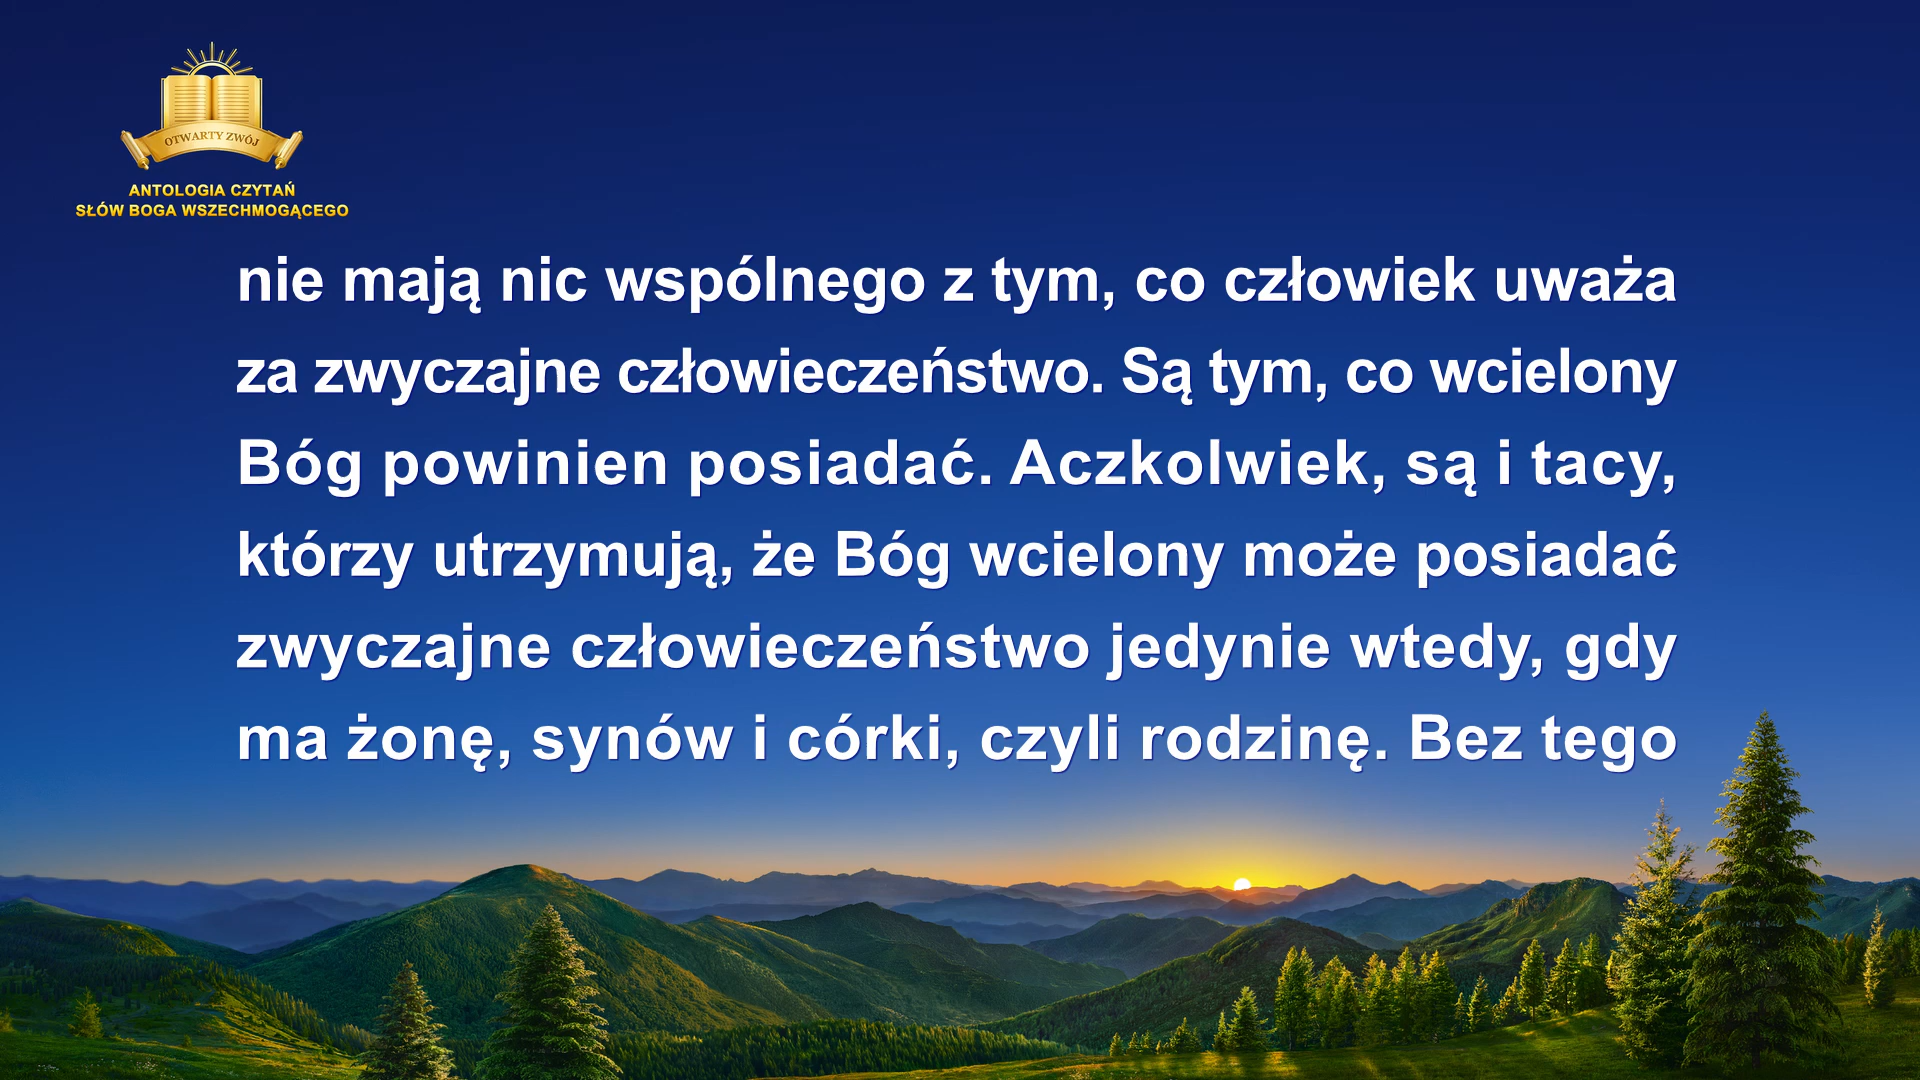 OTWARTY ZWÓJ
ANTOLOGIA CZYTAŃ
SŁÓW BOGA WSZECHMOGĄCEGO
nie mają nic wspólnego z tym, co człowiek uważa
za zwyczajne człowieczeństwo. Są tym, co wcielony
Bóg powinien posiadać. Aczkolwiek, są i tacy,
którzy utrzymują, że Bóg wcielony może posiadać
zwyczajne człowieczeństwo jedynie wtedy, gdy
ma żonę, synów i córki, czyli rodzinę. Bez tego